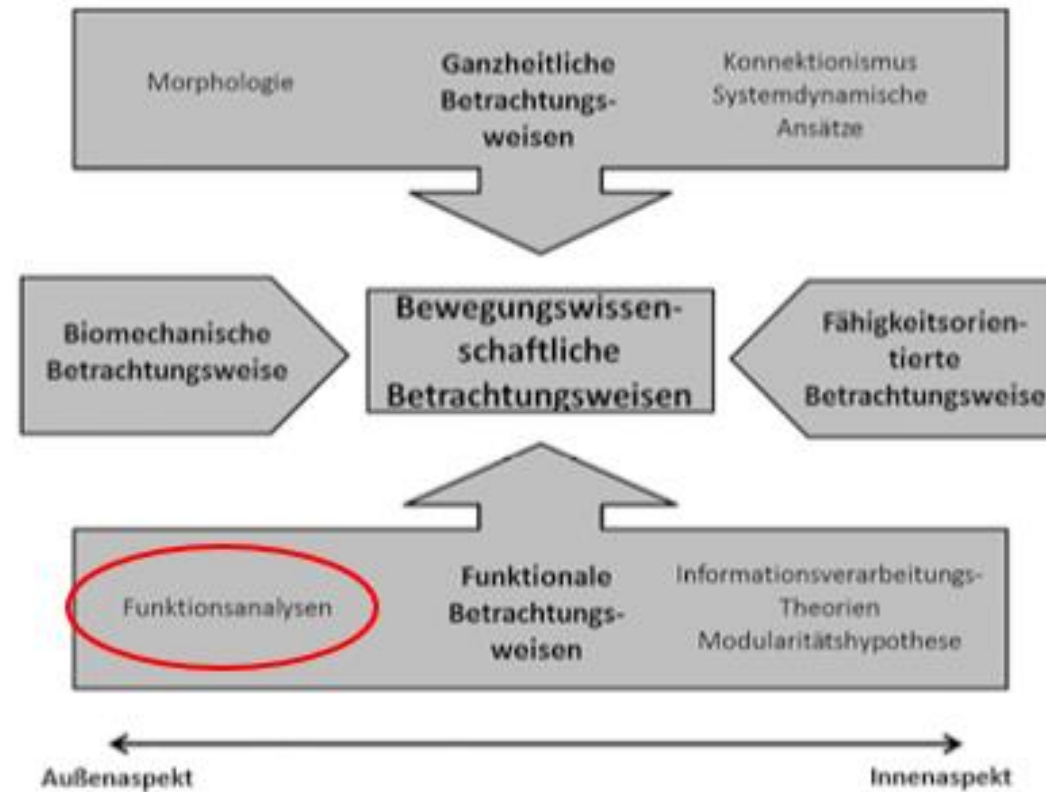 Morphologie
Ganzheitliche
Betrachtungs-
weisen
Konnektionismus
Systemdynamische
Ansätze
Biomechanische
Betrachtungsweise
Bewegungswissen-
schaftliche
Betrachtungsweisen
Fähigkeitsorien-
tierte
Betrachtungsweise
Funktionsanalysen
Funktionale
Betrachtungs-
weisen
Informationsverarbeitungs-
Theorien
Modularitätshypothese
Außenaspekt
Innenaspekt